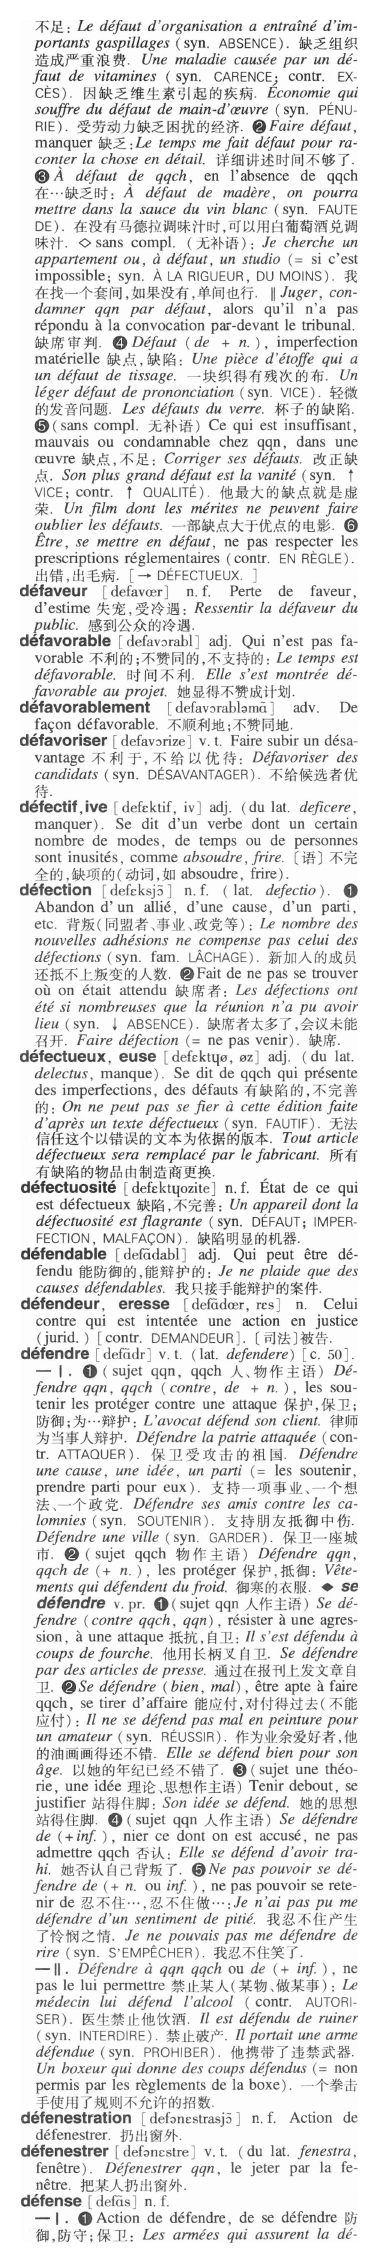 不足: Le défaut d'organisation a entraîné d'im-
portants gaspillages (syn. ABSENCE). 缺乏组织
造成严重浪费. Une maladie causée par un dé-
faut de vitamines (syn. CARENCE; contr. EX-
CÈS). 因缺乏维生素引起的疾病. Économie qui
souffre du défaut de main-d'œuvre (syn. PÉNU-
RIE). 受劳动力缺乏困扰的经济. ❷ Faire défaut,
manquer 缺乏: Le temps me fait défaut pour ra-
conter la chose en détail. 详细讲述时间不够了.
❸ À défaut de qqch, en l'absence de qqch
在…缺乏时: À défaut de madère, on pourra
mettre dans la sauce du vin blanc (syn. FAUTE
DE). 在没有马德拉调味汁时,可以用白葡萄酒兑调
味汁. ◇ sans compl. (无补语): Je cherche un
appartement ou, à défaut, un studio (= si c'est
impossible; syn. À LA RIGUEUR, DU MOINS). 我
在找一个套间,如果没有,单间也行. ‖ Juger, con-
damner qqn par défaut, alors qu'il n'a pas
répondu à la convocation par-devant le tribunal.
缺席审判. ❹ Défaut (de + n.), imperfection
matérielle 缺点,缺陷: Une pièce d'étoffe qui a
un défaut de tissage. 一块织得有残次的布. Un
léger défaut de prononciation (syn. VICE). 轻微
的发音问题. Les défauts du verre. 杯子的缺陷.
❺ (sans compl. 无补语) Ce qui est insuffisant,
mauvais ou condamnable chez qqn, dans une
œuvre 缺点,不足: Corriger ses défauts. 改正缺
点. Son plus grand défaut est la vanité (syn. ↑
VICE; contr. ↑ QUALITÉ). 他最大的缺点就是虚
荣. Un film dont les mérites ne peuvent faire
oublier les défauts. 一部缺点大于优点的电影. ❻
Être, se mettre en défaut, ne pas respecter les
prescriptions réglementaires (contr. EN RÈGLE).
出错,出毛病. [→ DÉFECTUEUX. ]
défaveur [defavœr] n. f. Perte de faveur,
d'estime 失宠,受冷遇: Ressentir la défaveur du
public. 感到公众的冷遇.
défavorable [defavɔrabl] adj. Qui n'est pas fa-
vorable 不利的;不赞同的,不支持的: Le temps est
défavorable. 时间不利. Elle s'est montrée dé-
favorable au projet. 她显得不赞成计划.
défavorablement [defavɔrabləmɑ̃] adv. De
façon défavorable. 不顺利地;不赞同地.
défavoriser [defavɔrize] v. t. Faire subir un désa-
vantage 不利于,不给以优待: Défavoriser des
candidats (syn. DÉSAVANTAGER). 不给候选者优
待.
défectif,ive [defɛktif, iv] adj. (du lat. deficere,
manquer). Se dit d'un verbe dont un certain
nombre de modes, de temps ou de personnes
sont inusités, comme absoudre, frire. 〔语〕不完
全的,缺项的(动词,如 absoudre, frire).
défection [defɛksjɔ̃] n. f. (lat. defectio). ❶
Abandon d'un allié, d'une cause, d'un parti,
etc. 背叛(同盟者、事业、政党等): Le nombre des
nouvelles adhésions ne compense pas celui des
défections (syn. fam. LÂCHAGE). 新加入的成员
还抵不上叛变的人数. ❷ Fait de ne pas se trouver
où on était attendu 缺席者: Les défections ont
été si nombreuses que la réunion n'a pu avoir
lieu (syn. ↓ ABSENCE). 缺席者太多了,会议未能
召开. Faire défection (= ne pas venir). 缺席.
défectueux, euse [defɛktɥø, øz] adj. (du lat.
delectus, manque). Se dit de qqch qui présente
des imperfections, des défauts 有缺陷的,不完善
的: On ne peut pas se fier à cette édition faite
d'après un texte défectueux (syn. FAUTIF). 无法
信任这个以错误的文本为依据的版本. Tout article
défectueux sera remplacé par le fabricant. 所有
有缺陷的物品由制造商更换.
défectuosité [defɛktɥozite] n. f. État de ce qui
est défectueux 缺陷,不完善: Un appareil dont la
défectuosité est flagrante (syn. DÉFAUT; IMPER-
FECTION, MALFAÇON). 缺陷明显的机器.
défendable [defɑ̃dabl] adj. Qui peut être dé-
fendu 能防御的,能辩护的: Je ne plaide que des
causes défendables. 我只接手能辩护的案件.
défendeur, eresse [defɑ̃dœr, rɛs] n. Celui
contre qui est intentée une action en justice
(jurid.) [contr. DEMANDEUR]. 〔司法〕被告.
défendre [defɑ̃dr] v. t. (lat. defendere) [c. 50].
— Ⅰ. ❶ (sujet qqn, qqch 人、物作主语) Dé-
fendre qqn, qqch (contre, de + n.), les sou-
tenir les protéger contre une attaque 保护,保卫;
防御;为…辩护: L'avocat défend son client. 律师
为当事人辩护. Défendre la patrie attaquée (con-
tr. ATTAQUER). 保卫受攻击的祖国. Défendre
une cause, une idée, un parti (= les soutenir,
prendre parti pour eux). 支持一项事业、一个想
法、一个政党. Défendre ses amis contre les ca-
lomnies (syn. SOUTENIR). 支持朋友抵御中伤.
Défendre une ville (syn. GARDER). 保卫一座城
市. ❷ (sujet qqch 物作主语) Défendre qqn,
qqch de (+ n.), les protéger 保护,抵御: Vête-
ments qui défendent du froid. 御寒的衣服. ◆ se
défendre v. pr. ❶ (sujet qqn 人作主语) Se dé-
fendre (contre qqch, qqn), résister à une agres-
sion, à une attaque 抵抗,自卫: Il s'est défendu à
coups de fourche. 他用长柄叉自卫. Se défendre
par des articles de presse. 通过在报刊上发文章自
卫. ❷ Se défendre (bien, mal), être apte à faire
qqch, se tirer d'affaire 能应付,对付得过去(不能
应付): Il ne se défend pas mal en peinture pour
un amateur (syn. RÉUSSIR). 作为业余爱好者,他
的油画画得还不错. Elle se défend bien pour son
âge. 以她的年纪已经不错了. ❸ (sujet une théo-
rie, une idée 理论、思想作主语) Tenir debout, se
justifier 站得住脚: Son idée se défend. 她的思想
站得住脚. ❹ (sujet qqn 人作主语) Se défendre
de (+ inf.), nier ce dont on est accusé, ne pas
admettre qqch 否认: Elle se défend d'avoir tra-
hi. 她否认自己背叛了. ❺ Ne pas pouvoir se dé-
fendre de (+ n. ou inf.), ne pas pouvoir se rete-
nir de 忍不住…,忍不住做…: Je n'ai pas pu me
défendre d'un sentiment de pitié. 我忍不住产生
了怜悯之情. Je ne pouvais pas me défendre de
rire (syn. S'EMPÊCHER). 我忍不住笑了.
— Ⅱ. Défendre à qqn qqch ou de (+ inf.), ne
pas le lui permettre 禁止某人(某物、做某事): Le
médecin lui défend l'alcool (contr. AUTORI-
SER). 医生禁止他饮酒. Il est défendu de ruiner
(syn. INTERDIRE). 禁止破产. Il portait une arme
défendue (syn. PROHIBER). 他携带了违禁武器.
Un boxeur qui donne des coups défendus (= non
permis par les règlements de la boxe). 一个拳击
手使用了规则不允许的招数.
défenestration [defənɛstrasjɔ̃] n. f. Action de
défenestrer. 扔出窗外.
défenestrer [defənɛstre] v. t. (du lat. fenestra,
fenêtre). Défenestrer qqn, le jeter par la fe-
nêtre. 把某人扔出窗外.
défense [defɑ̃s] n. f.
— Ⅰ. ❶ Action de défendre, de se défendre 防
御,防守;保卫: Les armées qui assurent la dé-